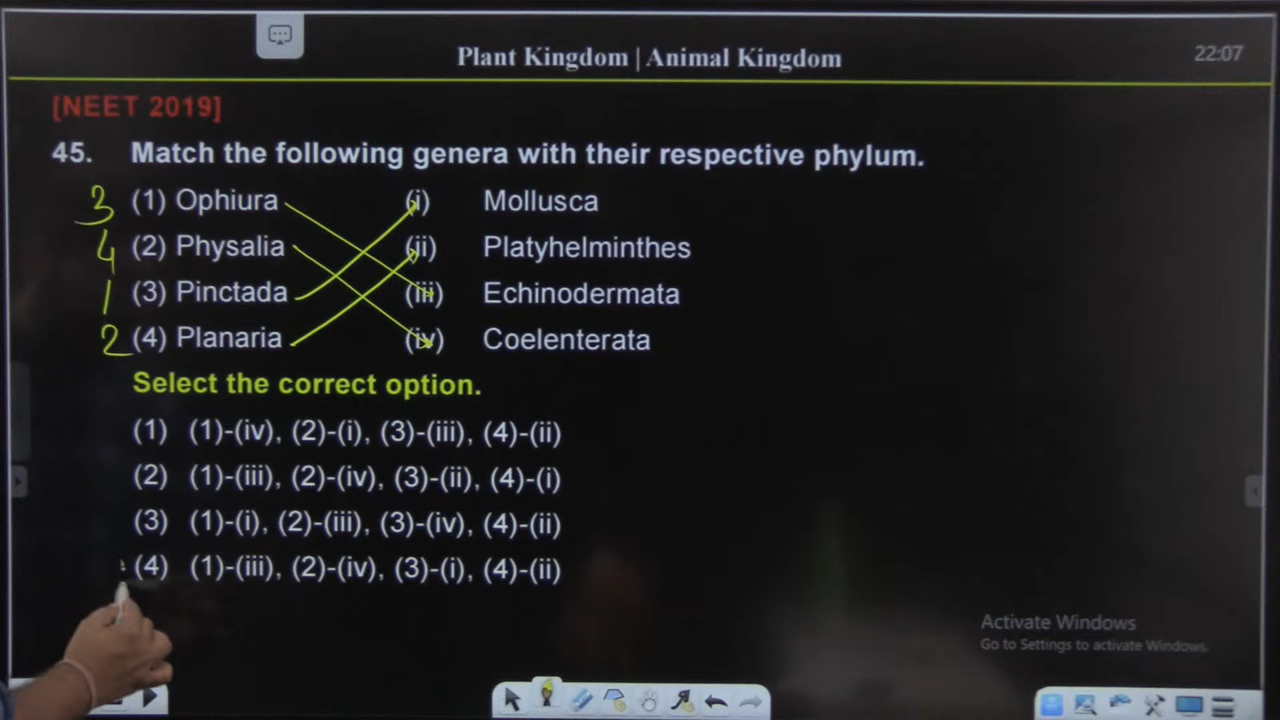 Plant Kingdom | Animal Kingdom
22:07
[NEET 2019]
45. Match the following genera with their respective phylum.
3 (1) Ophiura (i) Mollusca
4 (2) Physalia (ii) Platyhelminthes
1 (3) Pinctada (iii) Echinodermata
2 (4) Planaria (iv) Coelenterata
Select the correct option.
(1) (1)-(iv), (2)-(i), (3)-(iii), (4)-(ii)
(2) (1)-(iii), (2)-(iv), (3)-(ii), (4)-(i)
(3) (1)-(i), (2)-(iii), (3)-(iv), (4)-(ii)
(4) (1)-(iii), (2)-(iv), (3)-(i), (4)-(ii)
Activate Windows
Go to Settings to activate Windows.